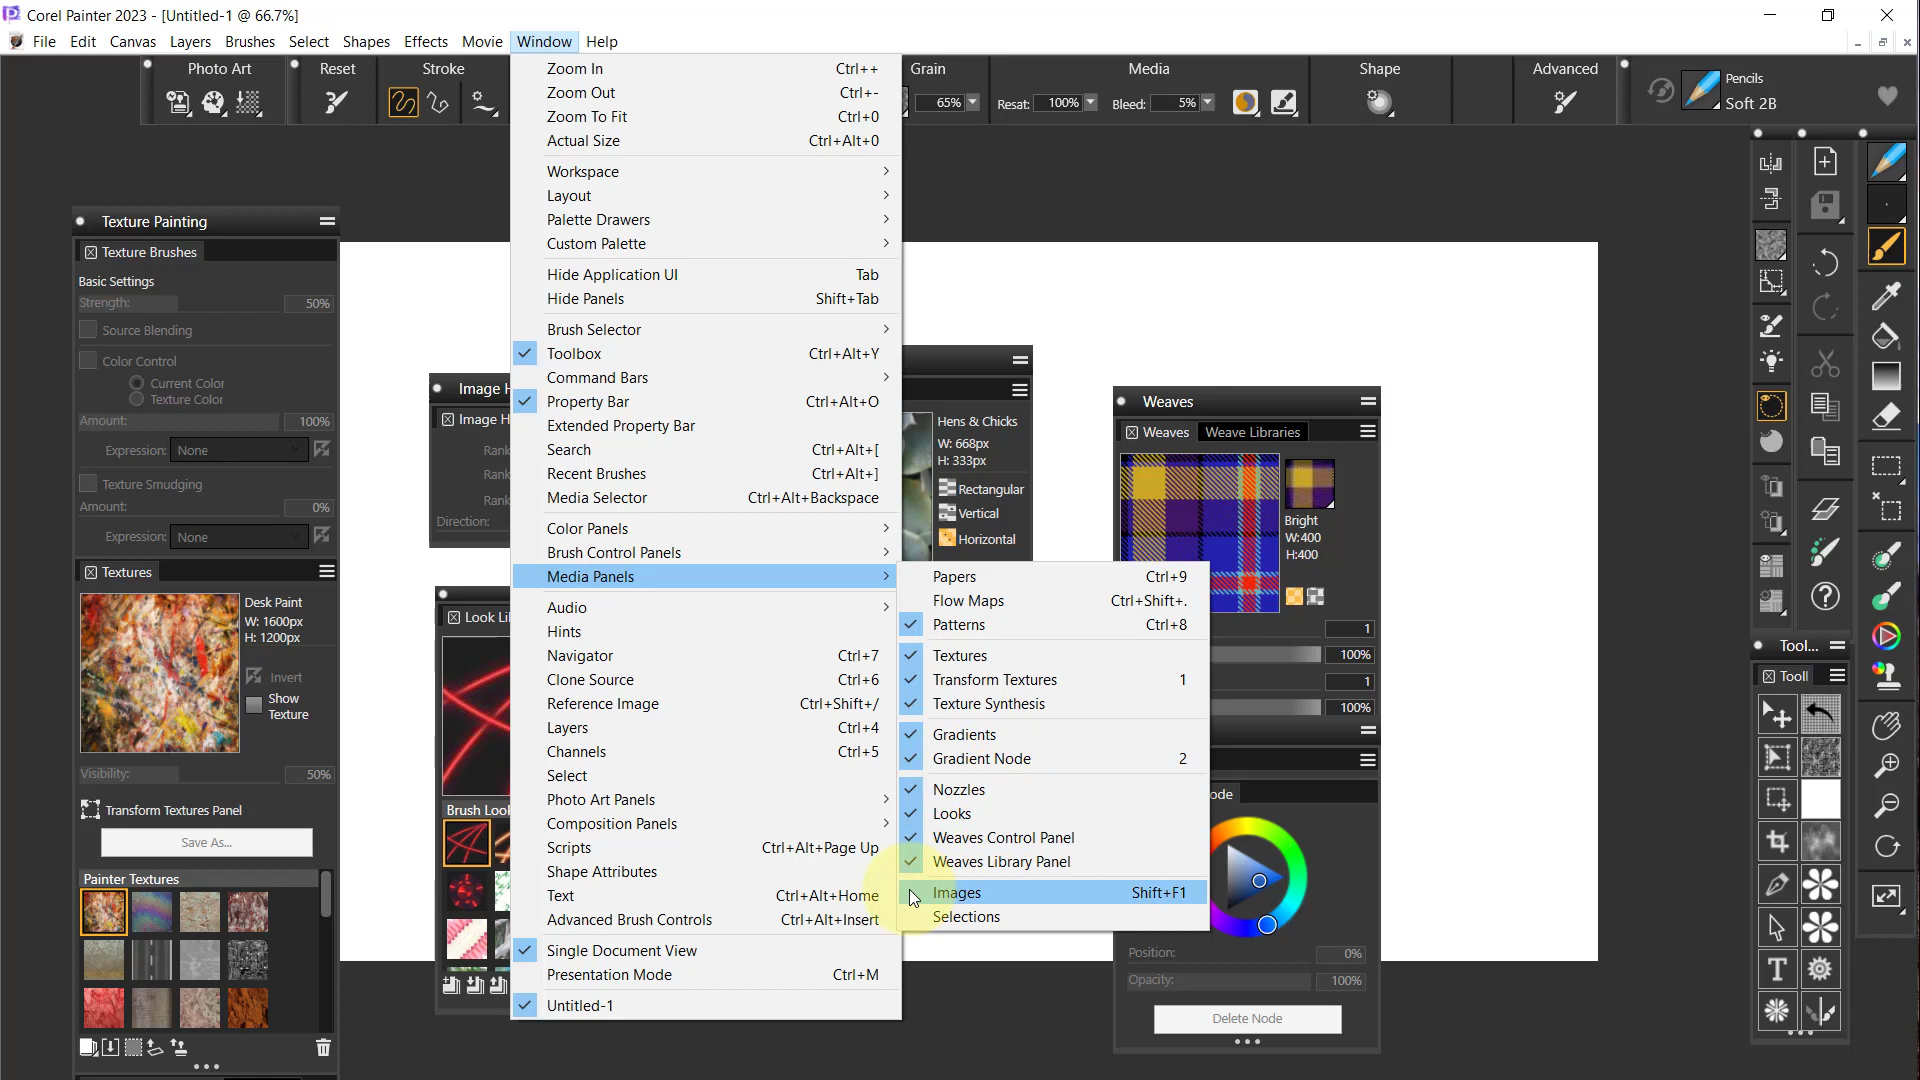 Corel Painter 2023 - [Untitled-1 @ 66.7%]
File Edit Canvas Layers Brushes Select Shapes Effects Movie Window Help
Photo Art Reset Stroke Grain Media Shape Advanced
65% Resat: 100% Bleed: 5%
Pencils
Soft 2B
Texture Painting
Texture Brushes
Basic Settings
Strength: 50%
Source Blending
Color Control
Current Color
Texture Color
Amount: 100%
Expression: None
Texture Smudging
Amount: 0%
Expression: None
Textures
Desk Paint
W: 1600px
H: 1200px
Invert
Show
Texture
Visibility: 50%
Transform Textures Panel
Save As...
Painter Textures
Image H
Image H
Rank
Rank
Rank
Direction:
Look Li
Brush Look
Zoom In Ctrl++
Zoom Out Ctrl+-
Zoom To Fit Ctrl+0
Actual Size Ctrl+Alt+0
Workspace
Layout
Palette Drawers
Custom Palette
Hide Application UI Tab
Hide Panels Shift+Tab
Brush Selector
Toolbox Ctrl+Alt+Y
Command Bars
Property Bar Ctrl+Alt+O
Extended Property Bar
Search Ctrl+Alt+[
Recent Brushes Ctrl+Alt+]
Media Selector Ctrl+Alt+Backspace
Color Panels
Brush Control Panels
Media Panels
Audio
Hints
Navigator Ctrl+7
Clone Source Ctrl+6
Reference Image Ctrl+Shift+/
Layers Ctrl+4
Channels Ctrl+5
Select
Photo Art Panels
Composition Panels
Scripts Ctrl+Alt+Page Up
Shape Attributes
Text Ctrl+Alt+Home
Advanced Brush Controls Ctrl+Alt+Insert
Single Document View
Presentation Mode Ctrl+M
Untitled-1
Papers Ctrl+9
Flow Maps Ctrl+Shift+.
Patterns Ctrl+8
Textures
Transform Textures 1
Texture Synthesis
Gradients
Gradient Node 2
Nozzles
Looks
Weaves Control Panel
Weaves Library Panel
Images Shift+F1
Selections
Hens & Chicks
W: 668px
H: 333px
Rectangular
Vertical
Horizontal
Weaves
Weaves Weave Libraries
Bright
W:400
H:400
1
100%
1
100%
ode
Position: 0%
Opacity: 100%
Delete Node
Tool...
Tooll
T